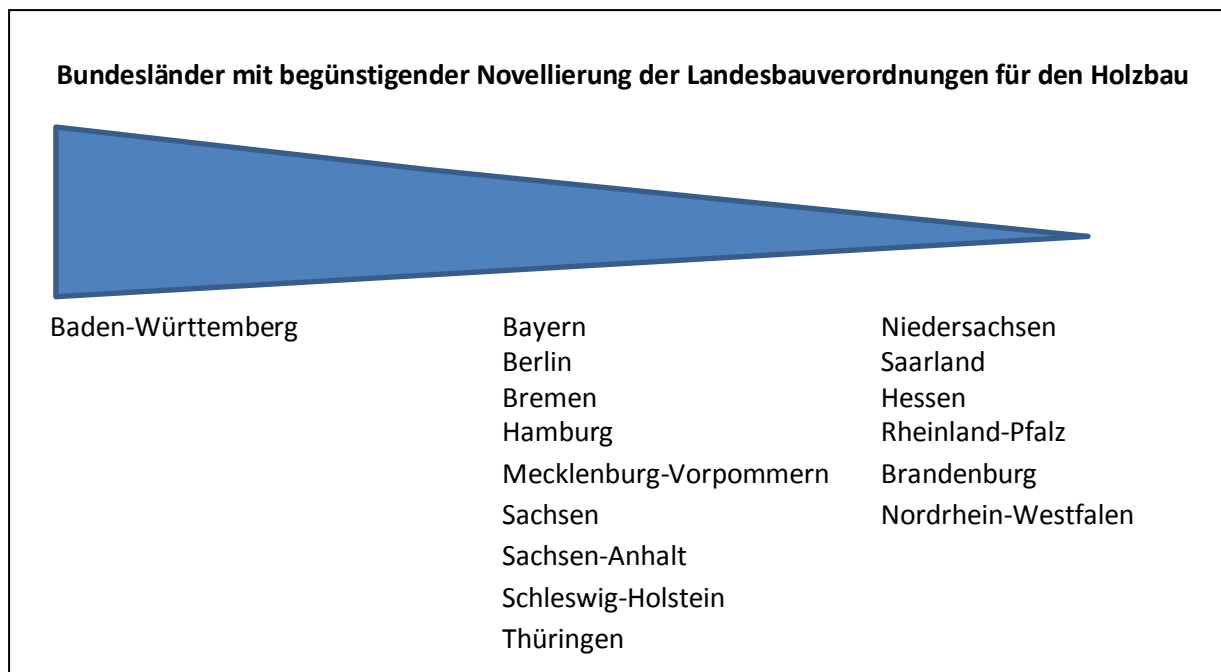 Bundesländer mit begünstigender Novellierung der Landesbauverordnungen für den Holzbau
Baden-Württemberg
Bayern
Berlin
Bremen
Hamburg
Mecklenburg-Vorpommern
Sachsen
Sachsen-Anhalt
Schleswig-Holstein
Thüringen
Niedersachsen
Saarland
Hessen
Rheinland-Pfalz
Brandenburg
Nordrhein-Westfalen